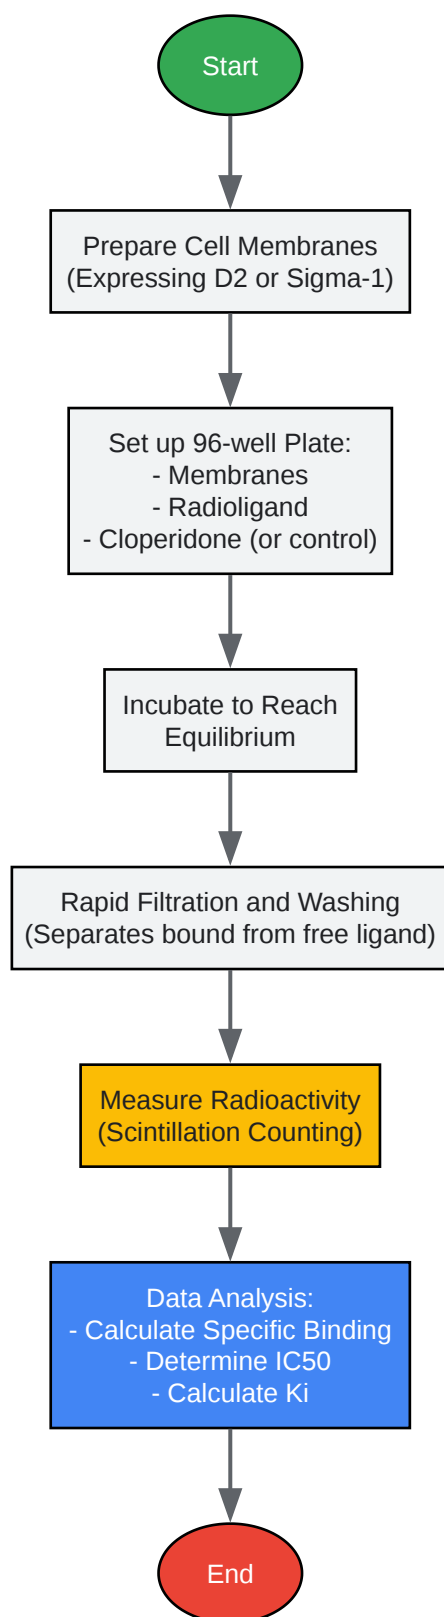 Start
Prepare Cell Membranes
(Expressing D2 or Sigma-1)
Set up 96-well Plate:
- Membranes
- Radioligand
- Cloperidone (or control)
Incubate to Reach
Equilibrium
Rapid Filtration and Washing
(Separates bound from free ligand)
Measure Radioactivity
(Scintillation Counting)
Data Analysis:
- Calculate Specific Binding
- Determine IC50
- Calculate Ki
End